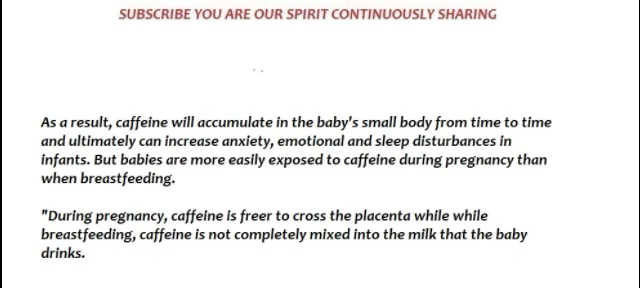 SUBSCRIBE YOU ARE OUR SPIRIT CONTINUOUSLY SHARING
As a result, caffeine will accumulate in the baby's small body from time to time
and ultimately can increase anxiety, emotional and sleep disturbances in
infants. But babies are more easily exposed to caffeine during pregnancy than
when breastfeeding.
"During pregnancy, caffeine is freer to cross the placenta while while
breastfeeding, caffeine is not completely mixed into the milk that the baby
drinks.